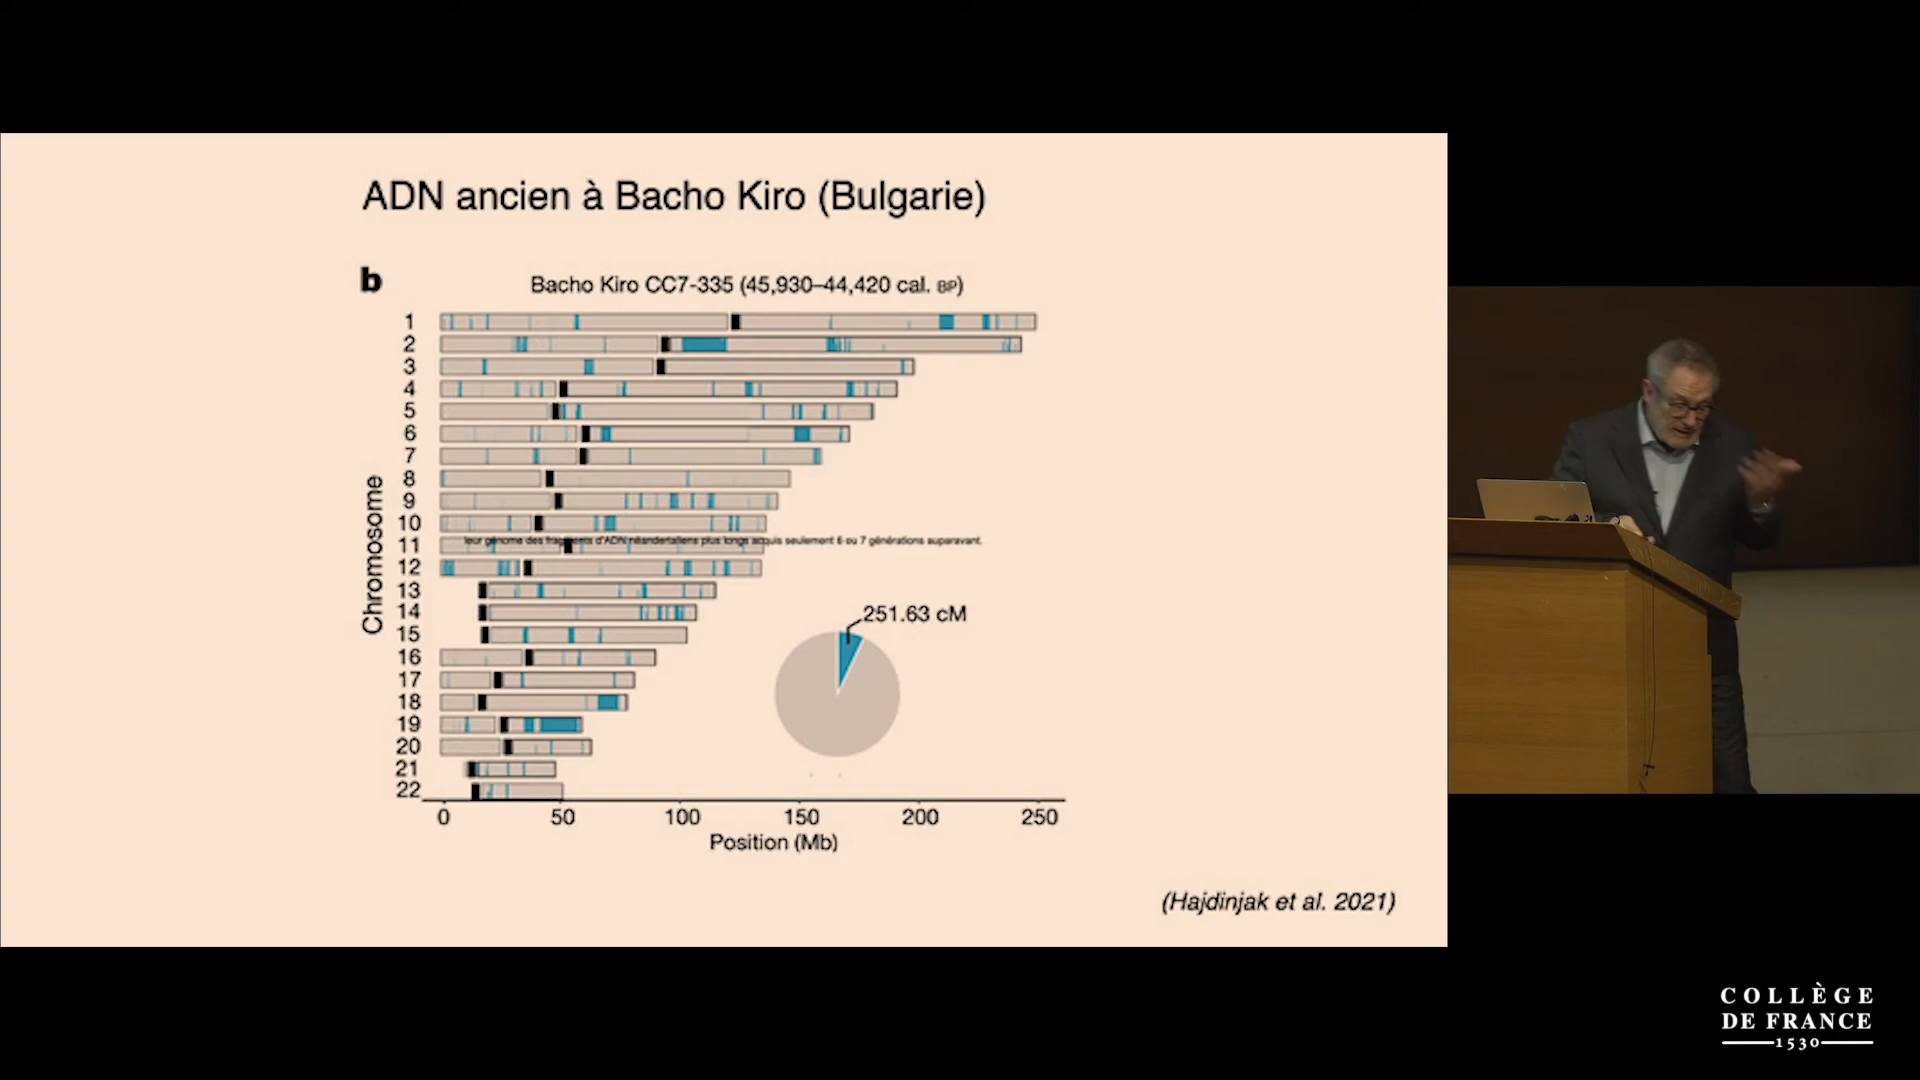 ADN ancien à Bacho Kiro (Bulgarie)
b
Bacho Kiro CC7-335 (45,930–44,420 cal. BP)
Chromosome
1
2
3
4
5
6
7
8
9
10
11
leur génome des fragments d'ADN néandertaliens plus longs acquis seulement 6 ou 7 générations auparavant.
12
13
14
15
16
17
18
19
20
21
22
251.63 cM
0 50 100 150 200 250
Position (Mb)
(Hajdinjak et al. 2021)
COLLÈGE
DE FRANCE
1530